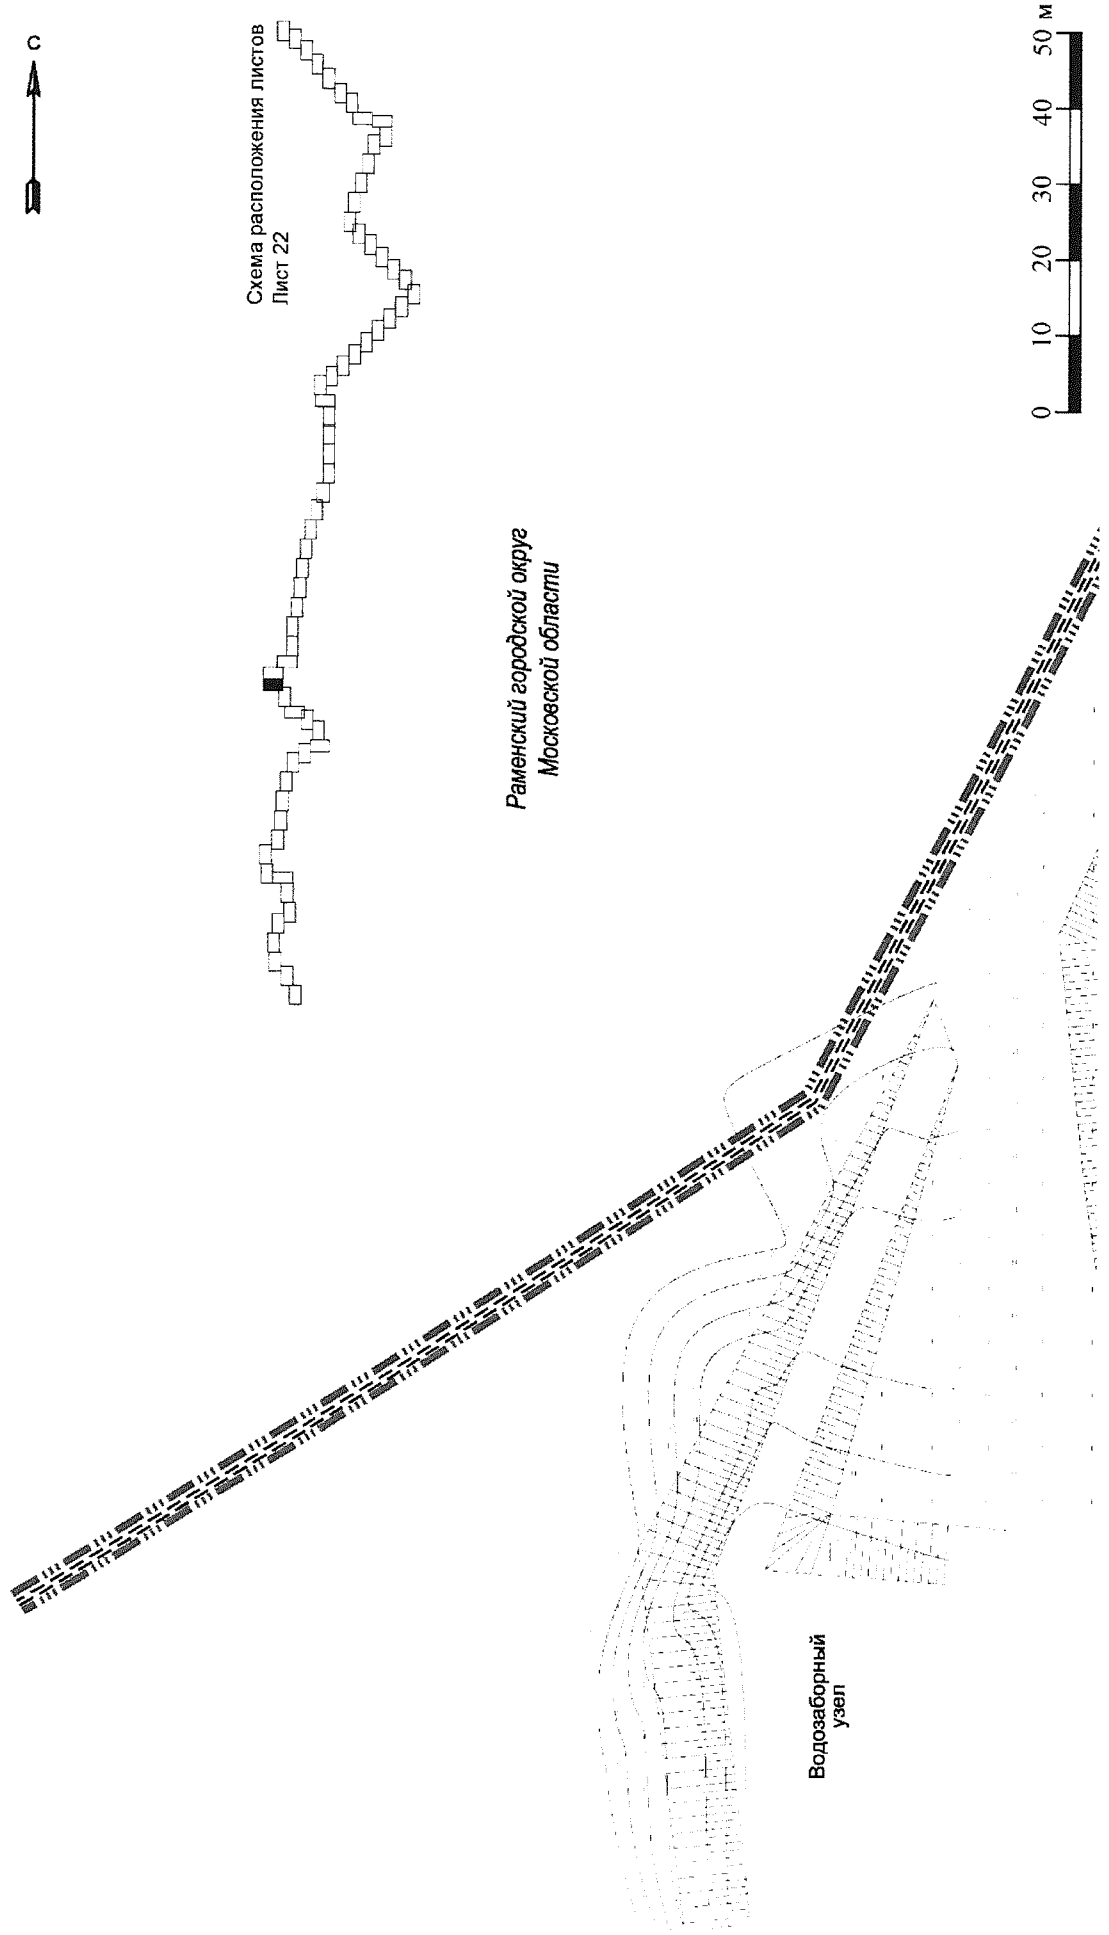 С
Схема расположения листов
Лист 22
Раменский городской округ
Московской области
Водозаборный
узел
0 10 20 30 40 50 м